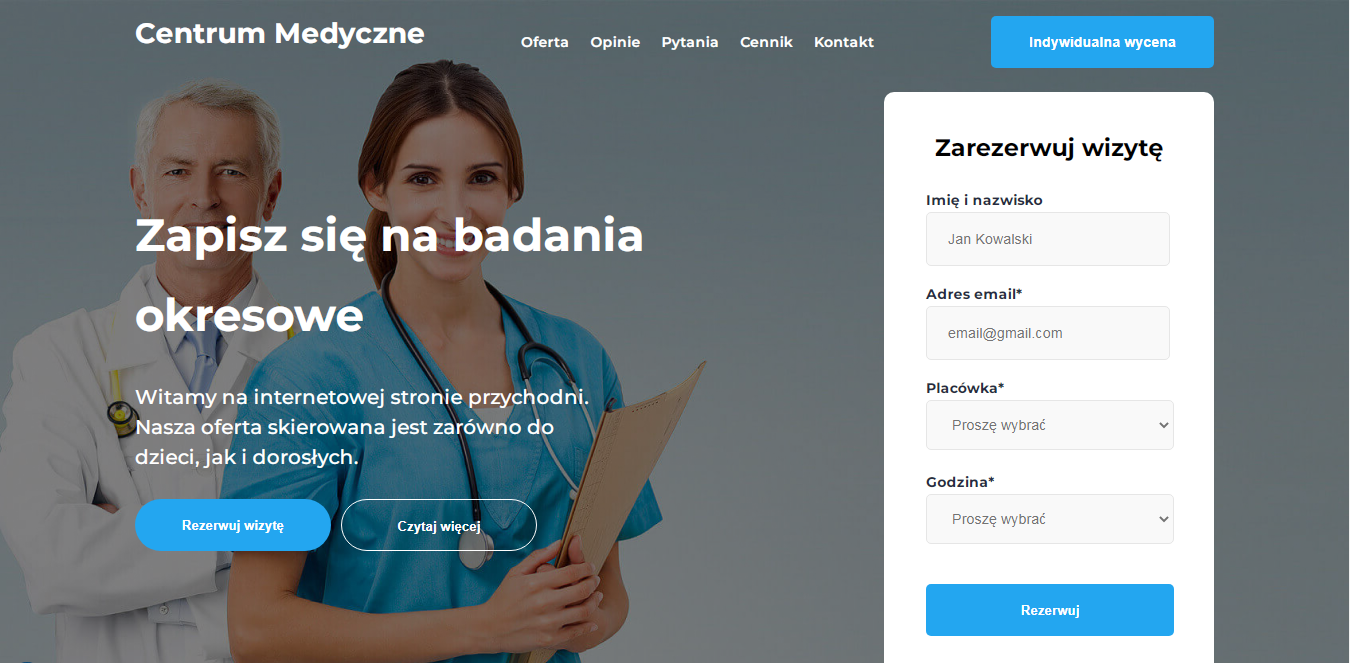 Centrum Medyczne
Oferta Opinie Pytania Cennik Kontakt
Indywidualna wycena
Zapisz się na badania
okresowe
Witamy na internetowej stronie przychodni.
Nasza oferta skierowana jest zarówno do
dzieci, jak i dorosłych.
Rezerwuj wizytę
Czytaj więcej
Zarezerwuj wizytę
Imię i nazwisko
Jan Kowalski
Adres email*
email@gmail.com
Placówka*
Proszę wybrać
Godzina*
Proszę wybrać
Rezerwuj